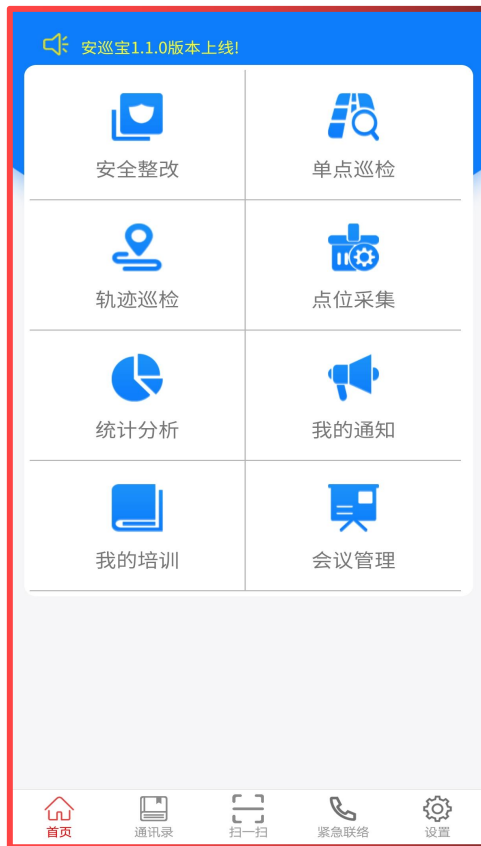 安巡宝1.1.0版本上线!
安全整改
单点巡检
轨迹巡检
点位采集
统计分析
我的通知
我的培训
会议管理
首页
通讯录
扫一扫
紧急联络
设置